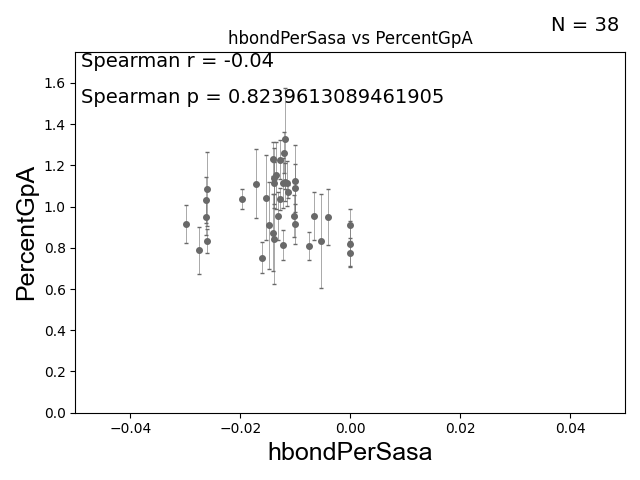 N = 38
hbondPerSasa vs PercentGpA
Spearman r = -0.04
Spearman p = 0.8239613089461905
PercentGpA
1.6
1.4
1.2
1.0
0.8
0.6
0.4
0.2
0.0
−0.04 −0.02 0.00 0.02 0.04
hbondPerSasa